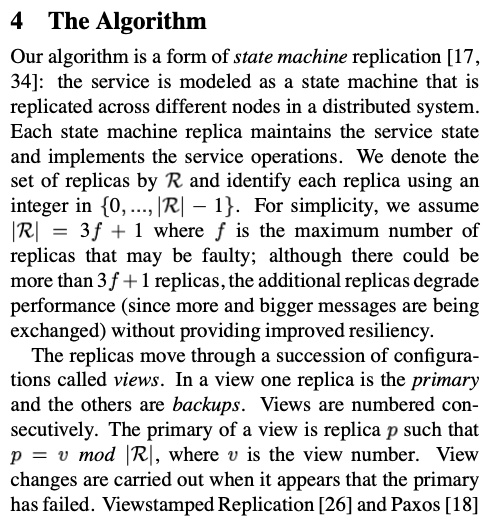 4 The Algorithm
Our algorithm is a form of state machine replication [17,
34]: the service is modeled as a state machine that is
replicated across different nodes in a distributed system.
Each state machine replica maintains the service state
and implements the service operations. We denote the
set of replicas by ℛ and identify each replica using an
integer in {0, ..., |ℛ| − 1}. For simplicity, we assume
|ℛ| = 3f + 1 where f is the maximum number of
replicas that may be faulty; although there could be
more than 3f + 1 replicas, the additional replicas degrade
performance (since more and bigger messages are being
exchanged) without providing improved resiliency.
The replicas move through a succession of configura-
tions called views. In a view one replica is the primary
and the others are backups. Views are numbered con-
secutively. The primary of a view is replica p such that
p = v mod |ℛ|, where v is the view number. View
changes are carried out when it appears that the primary
has failed. Viewstamped Replication [26] and Paxos [18]